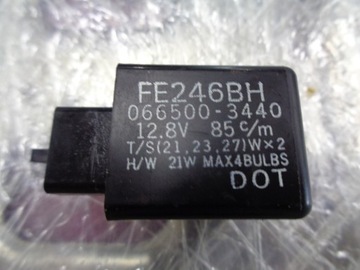 FE246BH
066500-3440
12.8V 85c/m
T/S(21,23,27)W×2
H/W 21W MAX4BULBS
DOT